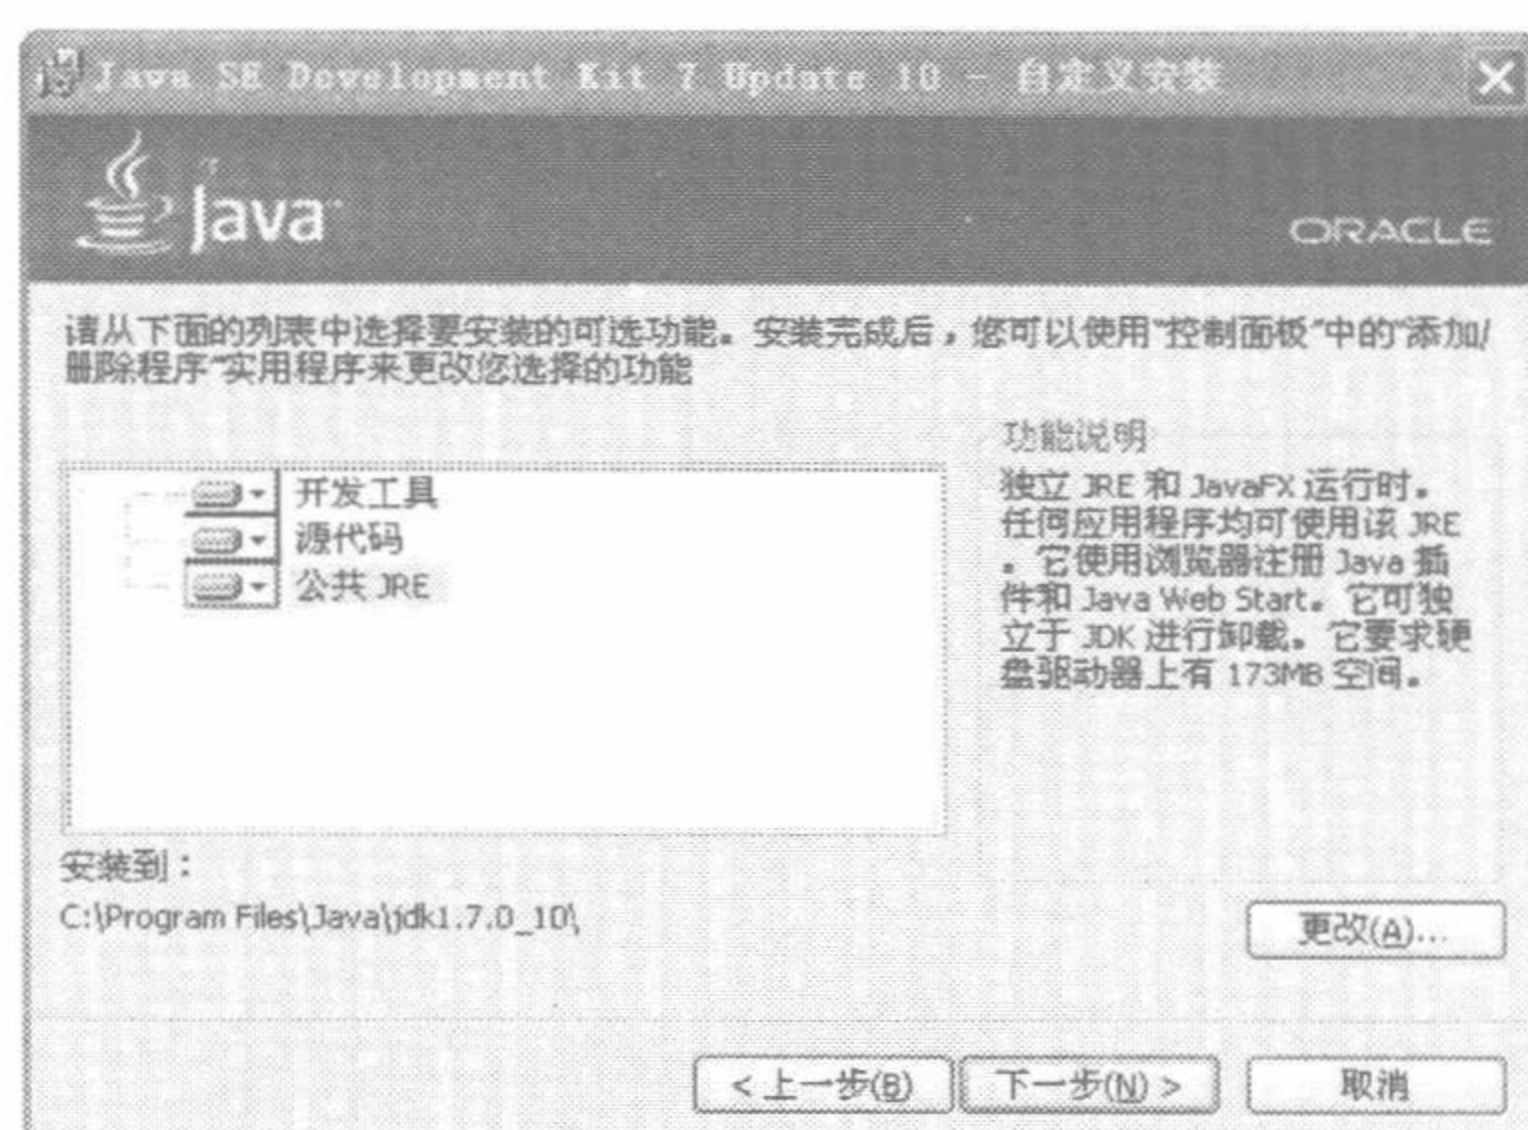 Java SE Development Kit 7 Update 10 - 自定义安装
Java
ORACLE
请从下面的列表中选择要安装的可选功能。安装完成后，您可以使用"控制面板"中的"添加/
删除程序"实用程序来更改您选择的功能
功能说明
开发工具
源代码
公共 JRE
独立 JRE 和 JavaFX 运行时。
任何应用程序均可使用该 JRE
。它使用浏览器注册 Java 插
件和 Java Web Start。它可独
立于 JDK 进行卸载。它要求硬
盘驱动器上有 173MB 空间。
安装到：
C:\Program Files\Java\jdk1.7.0_10\
更改(A)...
< 上一步(B)
下一步(N) >
取消